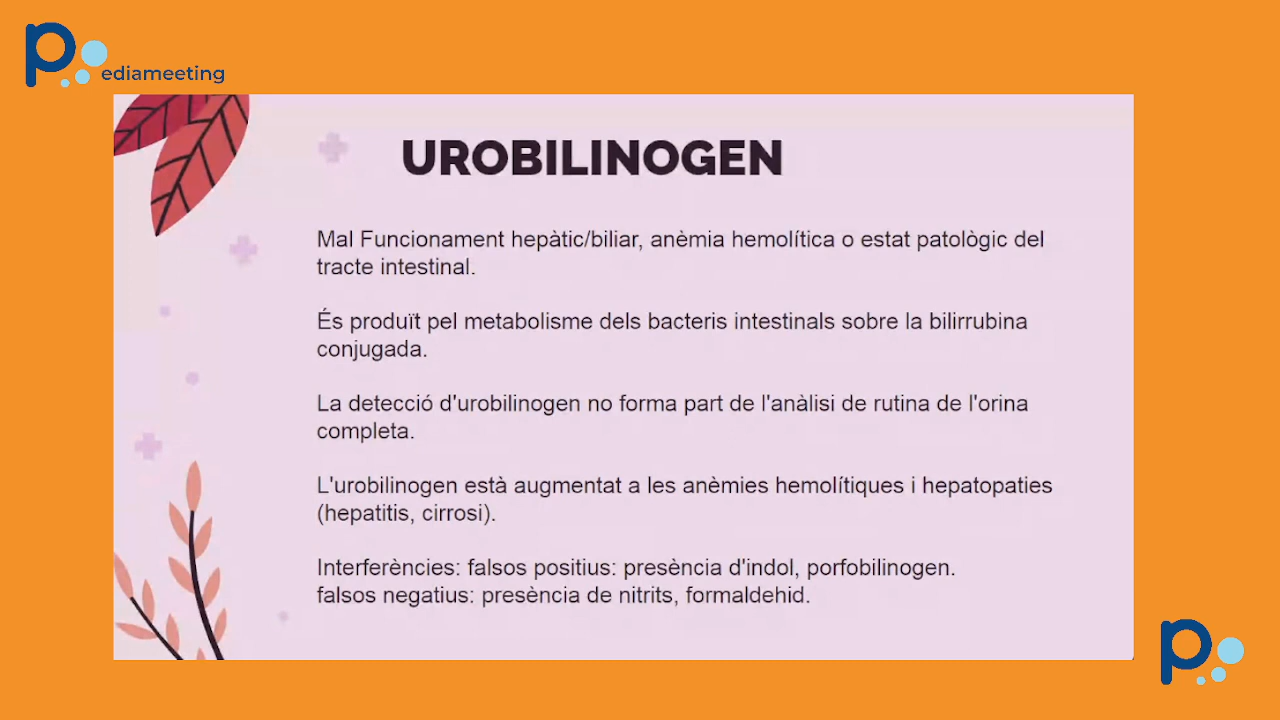 pediameeting
UROBILINOGEN
Mal Funcionament hepàtic/biliar, anèmia hemolítica o estat patològic del
tracte intestinal.
És produït pel metabolisme dels bacteris intestinals sobre la bilirrubina
conjugada.
La detecció d'urobilinogen no forma part de l'anàlisi de rutina de l'orina
completa.
L'urobilinogen està augmentat a les anèmies hemolítiques i hepatopaties
(hepatitis, cirrosi).
Interferències: falsos positius: presència d'indol, porfobilinogen.
falsos negatius: presència de nitrits, formaldehid.
p